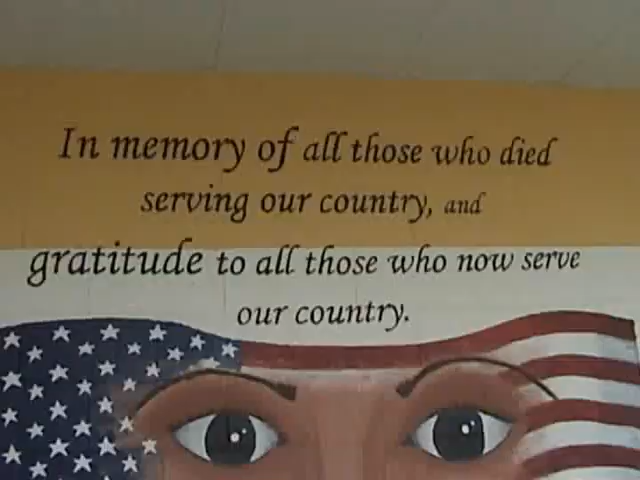 In memory of all those who died
serving our country, and
gratitude to all those who now serve
our country.